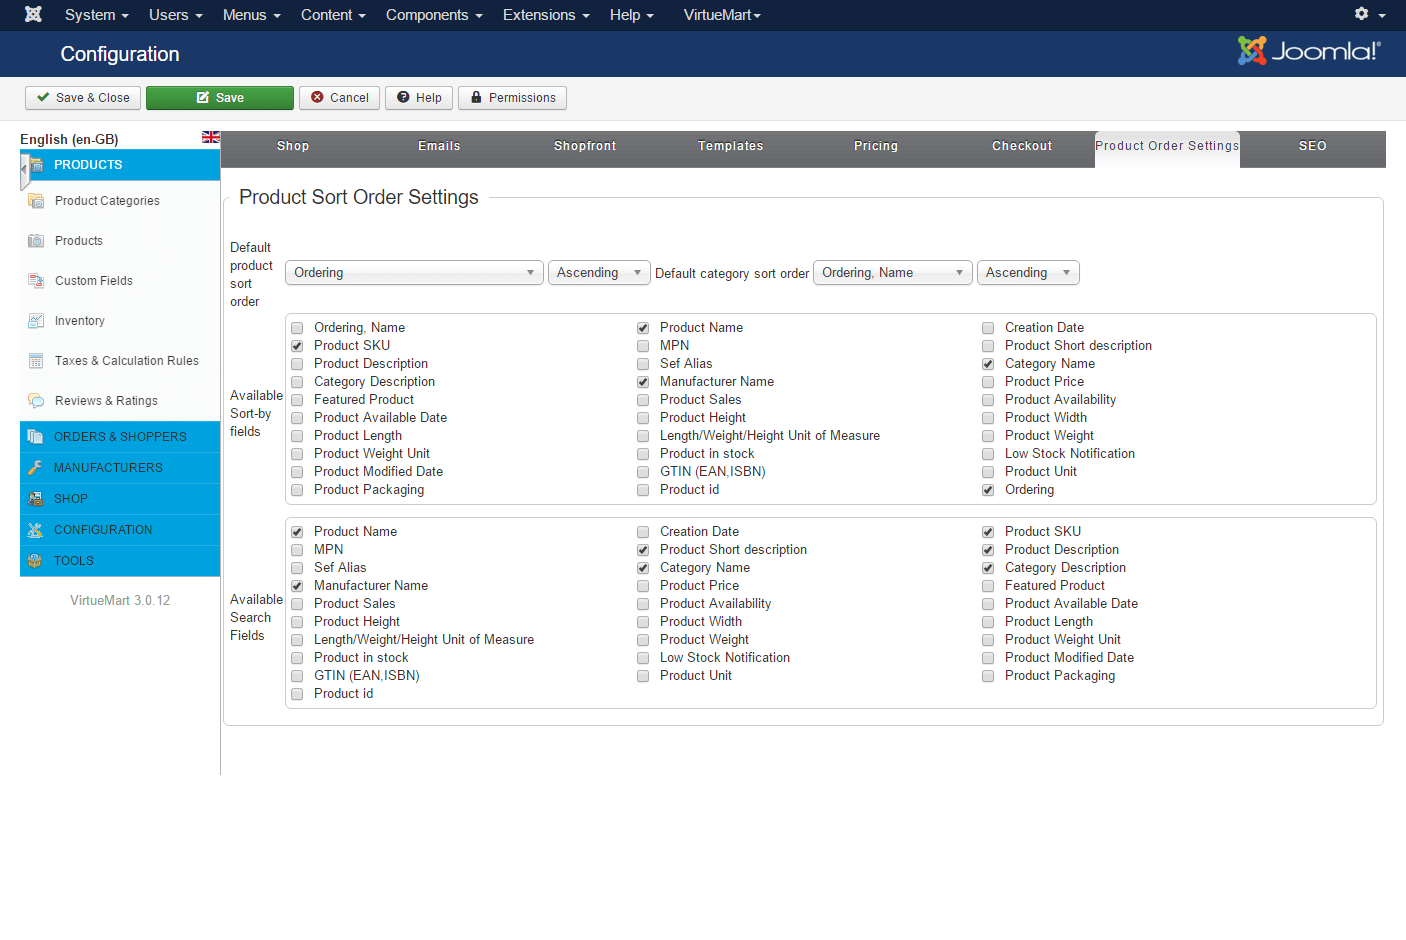 System Users Menus Content Components Extensions Help VirtueMart
Configuration
Joomla!
Save & Close Save Cancel Help Permissions
English (en-GB)
Shop Emails Shopfront Templates Pricing Checkout Product Order Settings SEO
PRODUCTS
Product Categories
Products
Custom Fields
Inventory
Taxes & Calculation Rules
Reviews & Ratings
ORDERS & SHOPPERS
MANUFACTURERS
SHOP
CONFIGURATION
TOOLS
VirtueMart 3.0.12
Product Sort Order Settings
Default
product
sort
order
Ordering Ascending Default category sort order Ordering, Name Ascending
Available
Sort-by
fields
Ordering, Name Product Name Creation Date
Product SKU MPN Product Short description
Product Description Sef Alias Category Name
Category Description Manufacturer Name Product Price
Featured Product Product Sales Product Availability
Product Available Date Product Height Product Width
Product Length Length/Weight/Height Unit of Measure Product Weight
Product Weight Unit Product in stock Low Stock Notification
Product Modified Date GTIN (EAN,ISBN) Product Unit
Product Packaging Product id Ordering
Available
Search
Fields
Product Name Creation Date Product SKU
MPN Product Short description Product Description
Sef Alias Category Name Category Description
Manufacturer Name Product Price Featured Product
Product Sales Product Availability Product Available Date
Product Height Product Width Product Length
Length/Weight/Height Unit of Measure Product Weight Product Weight Unit
Product in stock Low Stock Notification Product Modified Date
GTIN (EAN,ISBN) Product Unit Product Packaging
Product id